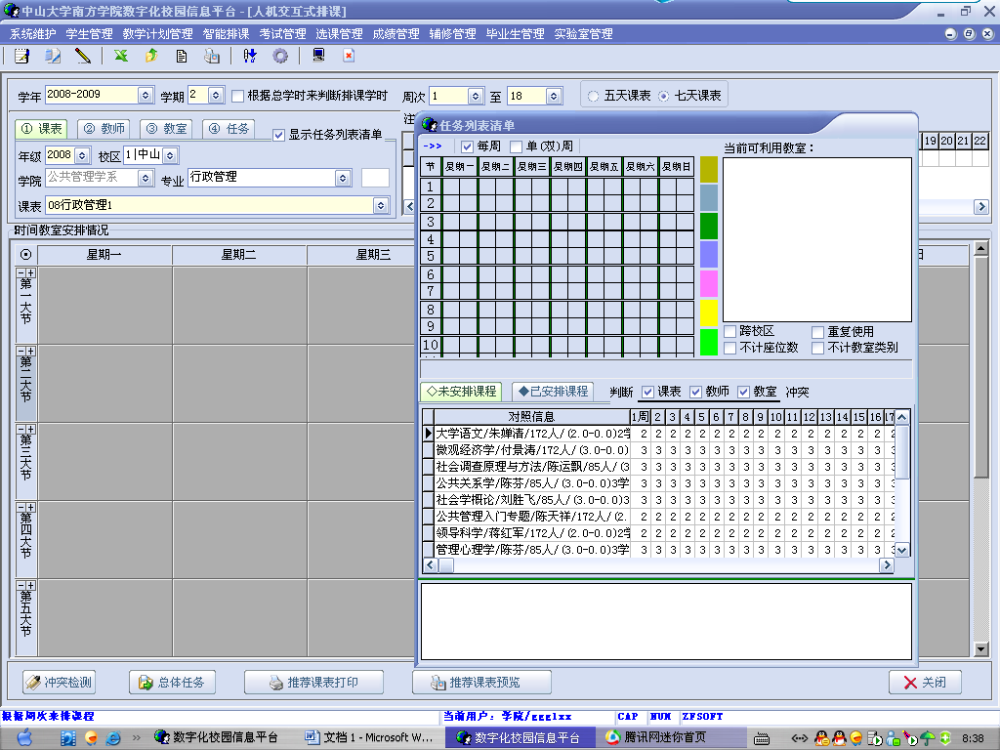 中山大学南方学院数字化校园信息平台 - [人机交互式排课]
系统维护 学生管理 教学计划管理 智能排课 考试管理 选课管理 成绩管理 辅修管理 毕业生管理 实验室管理
学年 2008-2009 学期 2 根据总学时来判断排课学时 周次 1 至 18 五天课表 七天课表
① 课表 ② 教师 ③ 教室 ④ 任务 显示任务列表清单
年级 2008 校区 1|中山
学院 公共管理学系 专业 行政管理
课表 08行政管理1
注
19 20 21 22
时间教室安排情况
星期一 星期二 星期三 日
第一大节
第二大节
第三大节
第四大节
第五大节
任务列表清单
->> 每周 单(双)周 当前可利用教室：
节 星期一 星期二 星期三 星期四 星期五 星期六 星期日
1
2
3
4
5
6
7
8
9
10
跨校区 重复使用
不计座位数 不计教室类别
◇未安排课程 ◆已安排课程 判断 课表 教师 教室 冲突
对照信息 1周 2 3 4 5 6 7 8 9 10 11 12 13 14 15 16 17
大学语文/朱婵清/172人/(2.0-0.0)2学 2 2 2 2 2 2 2 2 2 2 2 2 2 2 2 2 2
微观经济学/付景涛/172人/(3.0-0.0) 3 3 3 3 3 3 3 3 3 3 3 3 3 3 3 3 3
社会调查原理与方法/陈运飘/85人/(3 3 3 3 3 3 3 3 3 3 3 3 3 3 3 3 3 3
公共关系学/陈芬/85人/(3.0-0.0)3学 3 3 3 3 3 3 3 3 3 3 3 3 3 3 3 3 3
社会学概论/刘胜飞/85人/(3.0-0.0)3 3 3 3 3 3 3 3 3 3 3 3 3 3 3 3 3 3
公共管理入门专题/陈天祥/172人/(2. 2 2 2 2 2 2 2 2 2 2 2 2 2 2 2 2 2
领导科学/蒋红军/172人/(2.0-0.0)2学 2 2 2 2 2 2 2 2 2 2 2 2 2 2 2 2 2
管理心理学/陈芬/85人/(3.0-0.0)3学 3 3 3 3 3 3 3 3 3 3 3 3 3 3 3 3 3
冲突检测 总体任务 推荐课表打印 推荐课表预览 关闭
根据周次来排课程 当前用户：学院/ggglxx CAP NUM ZFSOFT
数字化校园信息平台 文档 1 - Microsoft W... 数字化校园信息平台 腾讯网迷你首页 8:38